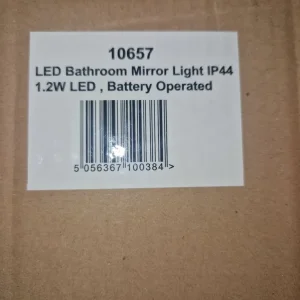 10657
LED Bathroom Mirror Light IP44
1.2W LED , Battery Operated
5 056367 100384 >